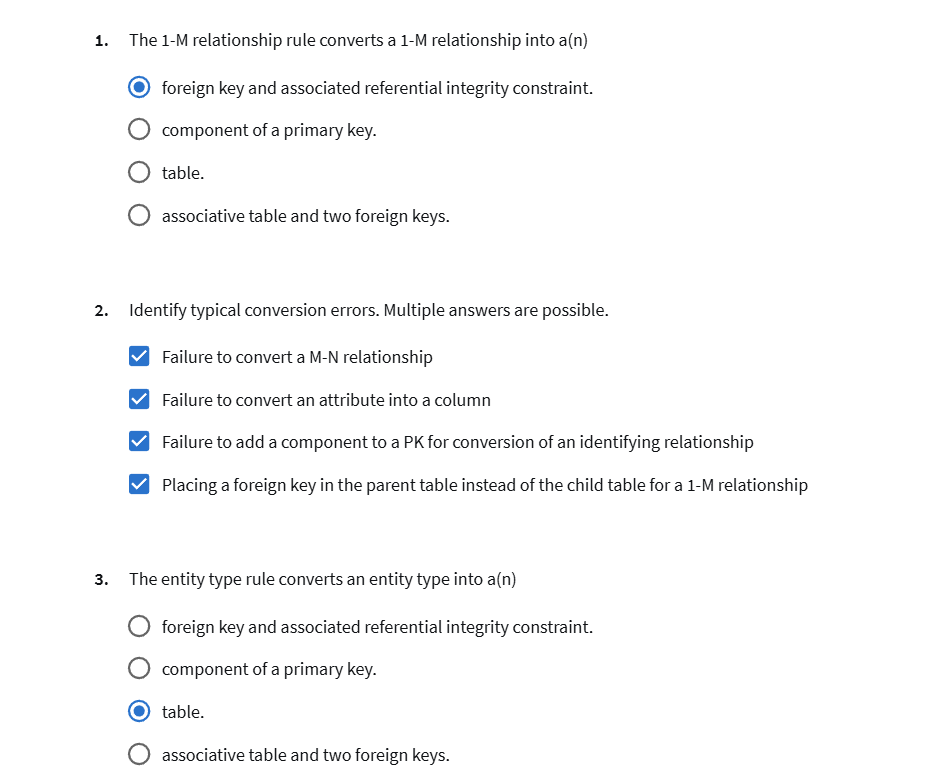 1. The 1-M relationship rule converts a 1-M relationship into a(n)
foreign key and associated referential integrity constraint.
component of a primary key.
table.
associative table and two foreign keys.
2. Identify typical conversion errors. Multiple answers are possible.
Failure to convert a M-N relationship
Failure to convert an attribute into a column
Failure to add a component to a PK for conversion of an identifying relationship
Placing a foreign key in the parent table instead of the child table for a 1-M relationship
3. The entity type rule converts an entity type into a(n)
foreign key and associated referential integrity constraint.
component of a primary key.
table.
associative table and two foreign keys.